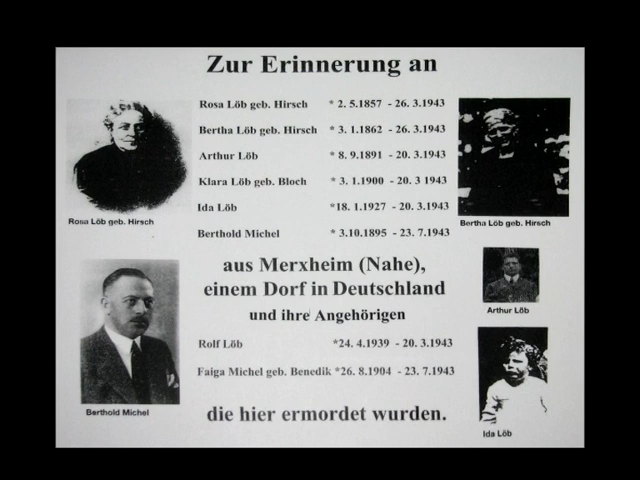 Zur Erinnerung an
Rosa Löb geb. Hirsch * 2. 5.1857 - 26. 3.1943
Bertha Löb geb. Hirsch * 3. 1.1862 - 26. 3.1943
Arthur Löb * 8. 9.1891 - 20. 3.1943
Klara Löb geb. Bloch * 3. 1.1900 - 20. 3 1943
Ida Löb *18. 1.1927 - 20. 3.1943
Berthold Michel * 3.10.1895 - 23. 7.1943
Rosa Löb geb. Hirsch
Bertha Löb geb. Hirsch
aus Merxheim (Nahe),
einem Dorf in Deutschland
und ihre Angehörigen
Arthur Löb
Rolf Löb *24. 4.1939 - 20. 3.1943
Faiga Michel geb. Benedik *26. 8.1904 - 23. 7.1943
die hier ermordet wurden.
Berthold Michel
Ida Löb